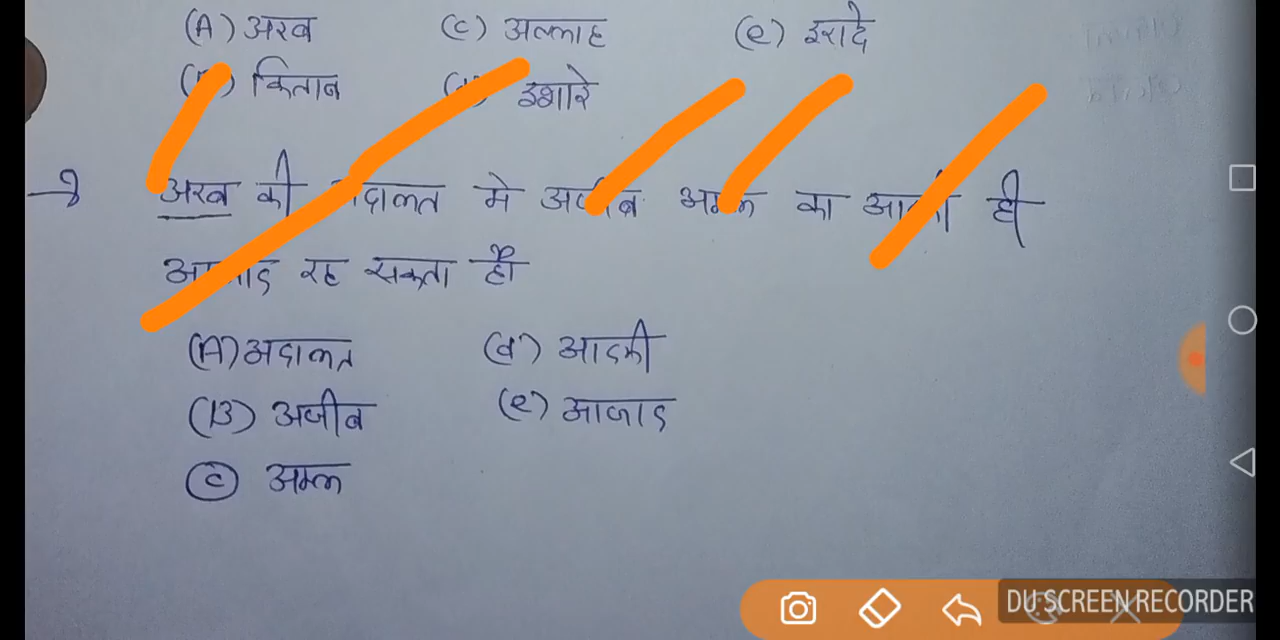 (A) अरब (C) अल्लाह (e) इरादे
किताब इशारे
अरब की में का ही
रह सकता है
(A) अदालत (d) आदमी
(B) अजीब (e) आजाद
(C) अम्ल
DU SCREEN RECORDER